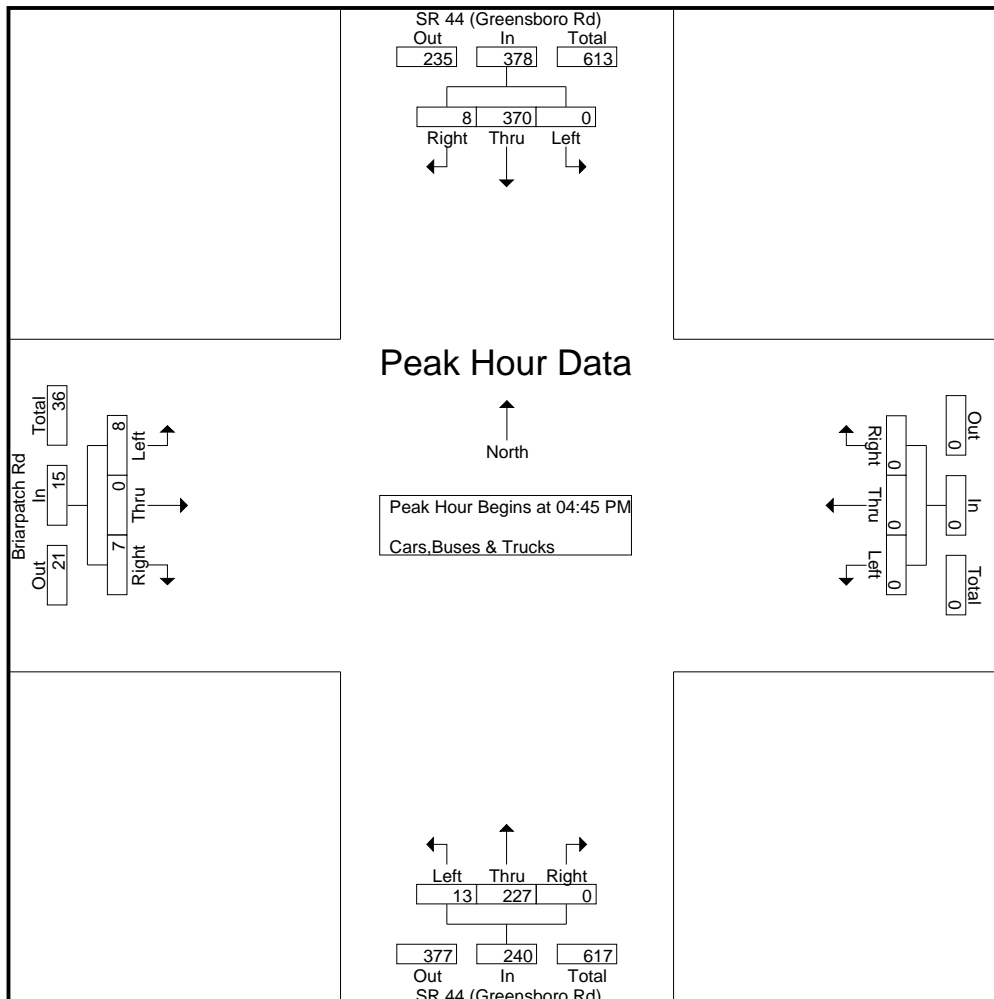 SR 44 (Greensboro Rd)
Out In Total
235 378 613
8 370 0
Right Thru Left
Peak Hour Data
North
Peak Hour Begins at 04:45 PM
Cars,Buses & Trucks
Briarpatch Rd
Out In Total
21 15 36
Right Thru Left
7 0 8
Out In Total
0 0 0
Right Thru Left
0 0 0
Left Thru Right
13 227 0
377 240 617
Out In Total
SR 44 (Greensboro Rd)